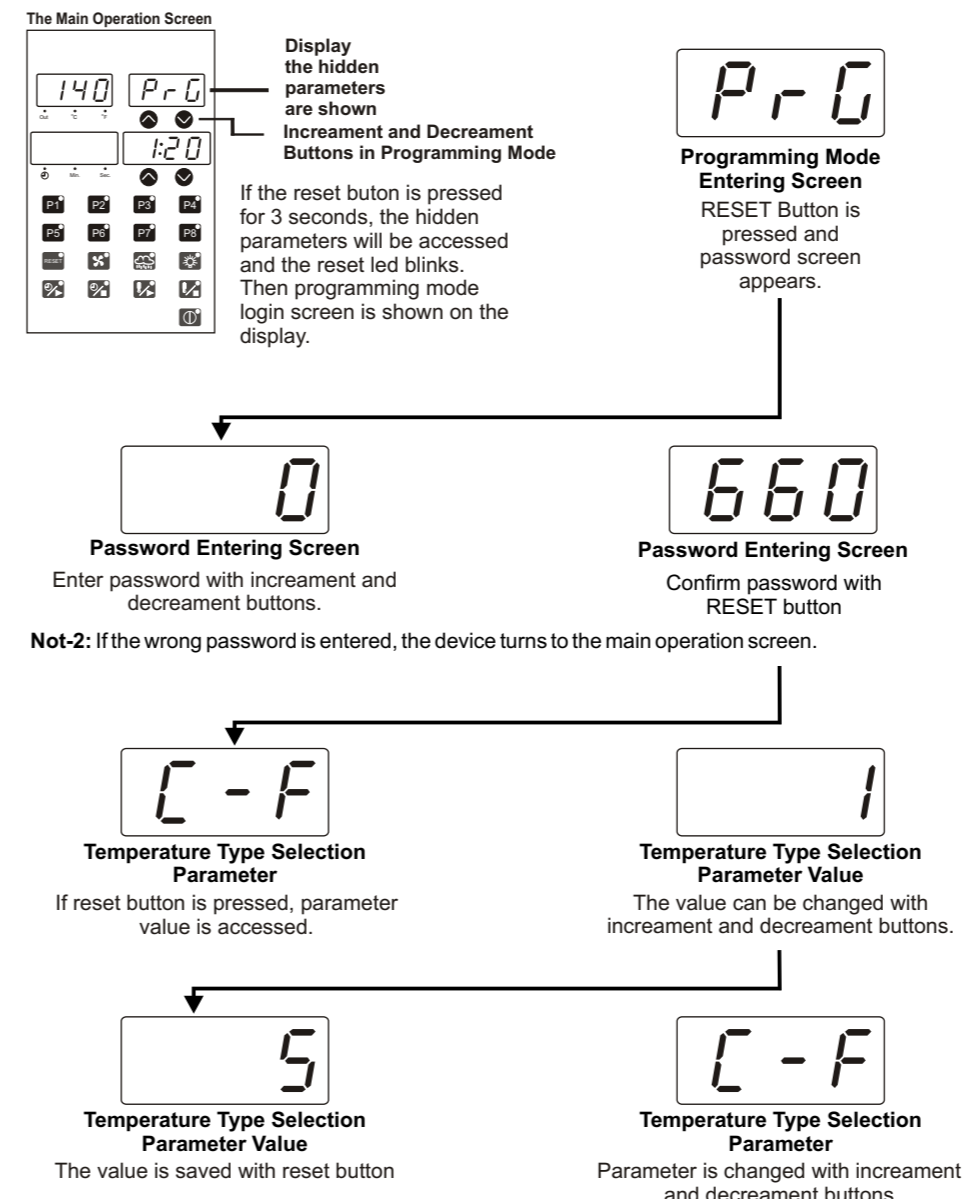 The Main Operation Screen
140 PrG
Out °C °F
1:20
Min. Sec.
P1 P2 P3 P4
P5 P6 P7 P8
RESET
Display
the hidden
parameters
are shown
Increament and Decreament
Buttons in Programming Mode
If the reset buton is pressed
for 3 seconds, the hidden
parameters will be accessed
and the reset led blinks.
Then programming mode
login screen is shown on the
display.
PrG
Programming Mode
Entering Screen
RESET Button is
pressed and
password screen
appears.
0
Password Entering Screen
Enter password with increament and
decreament buttons.
660
Password Entering Screen
Confirm password with
RESET button
Not-2: If the wrong password is entered, the device turns to the main operation screen.
C - F
Temperature Type Selection
Parameter
If reset button is pressed, parameter
value is accessed.
1
Temperature Type Selection
Parameter Value
The value can be changed with
increament and decreament buttons.
5
Temperature Type Selection
Parameter Value
The value is saved with reset button
C - F
Temperature Type Selection
Parameter
Parameter is changed with increament
and decreament buttons